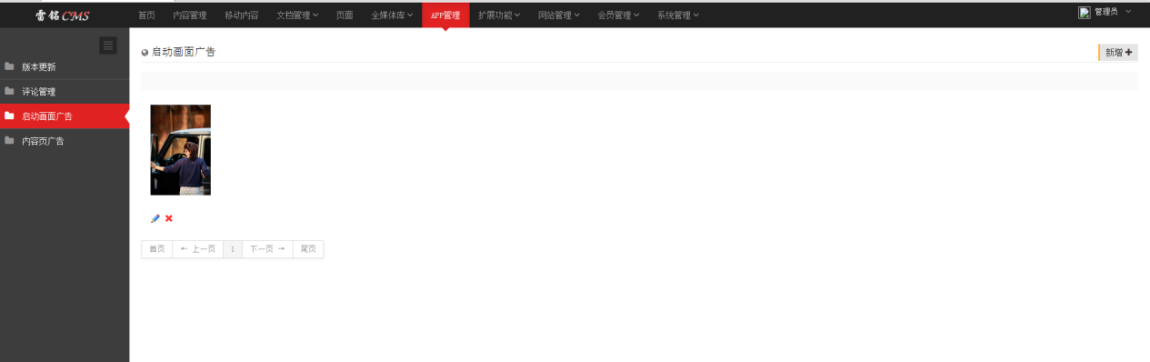 雷铭CMS 首页 内容管理 移动内容 文档管理 页面 全媒体库 APP管理 扩展功能 网站管理 会员管理 系统管理 管理员
版本更新
评论管理
启动画面广告
内容页广告
启动画面广告 新增
首页 ← 上一页 1 下一页 → 尾页